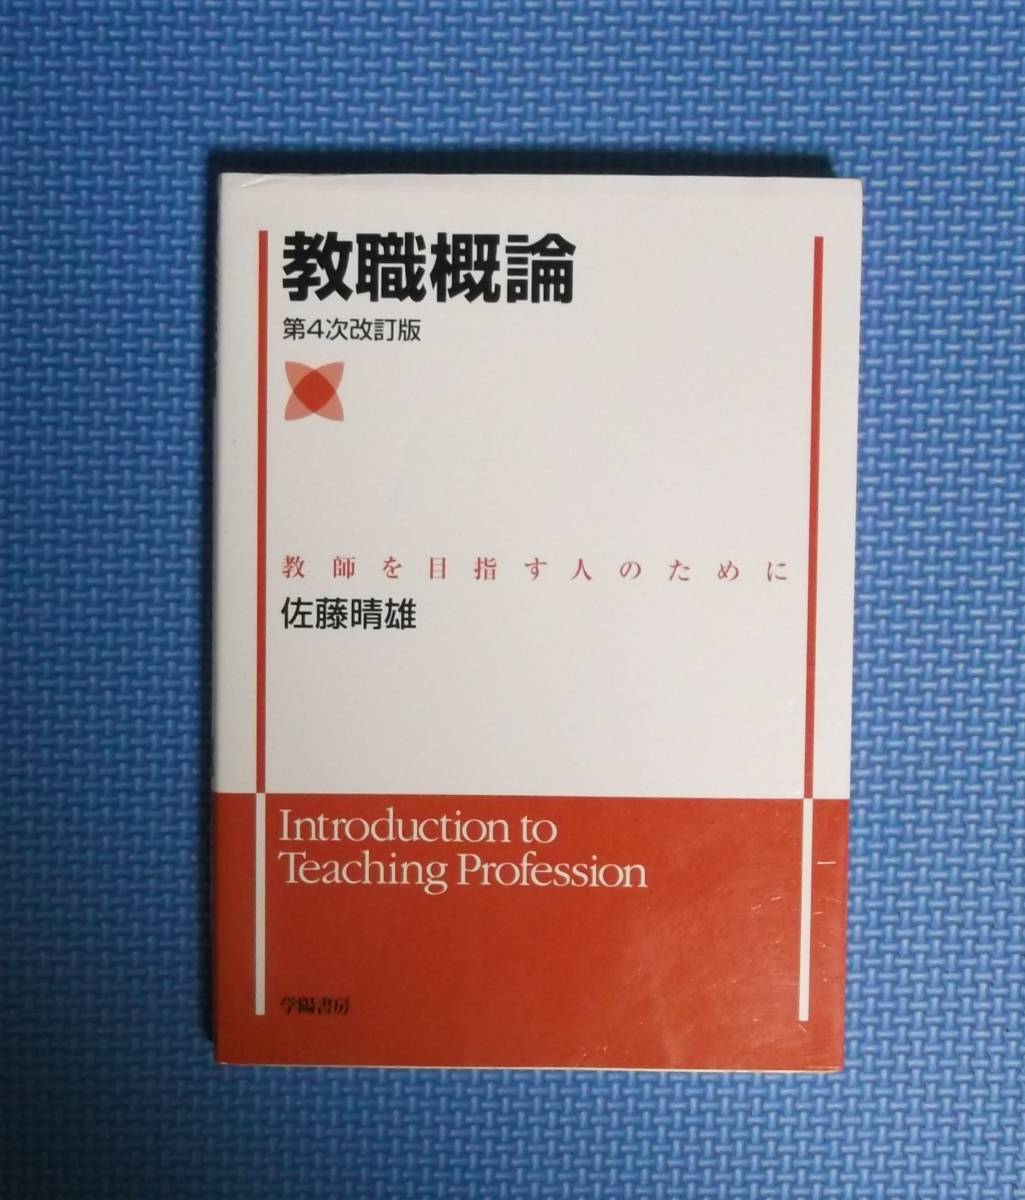 教職概論
第4次改訂版
教師を目指す人のために
佐藤晴雄
Introduction to
Teaching Profession
学陽書房